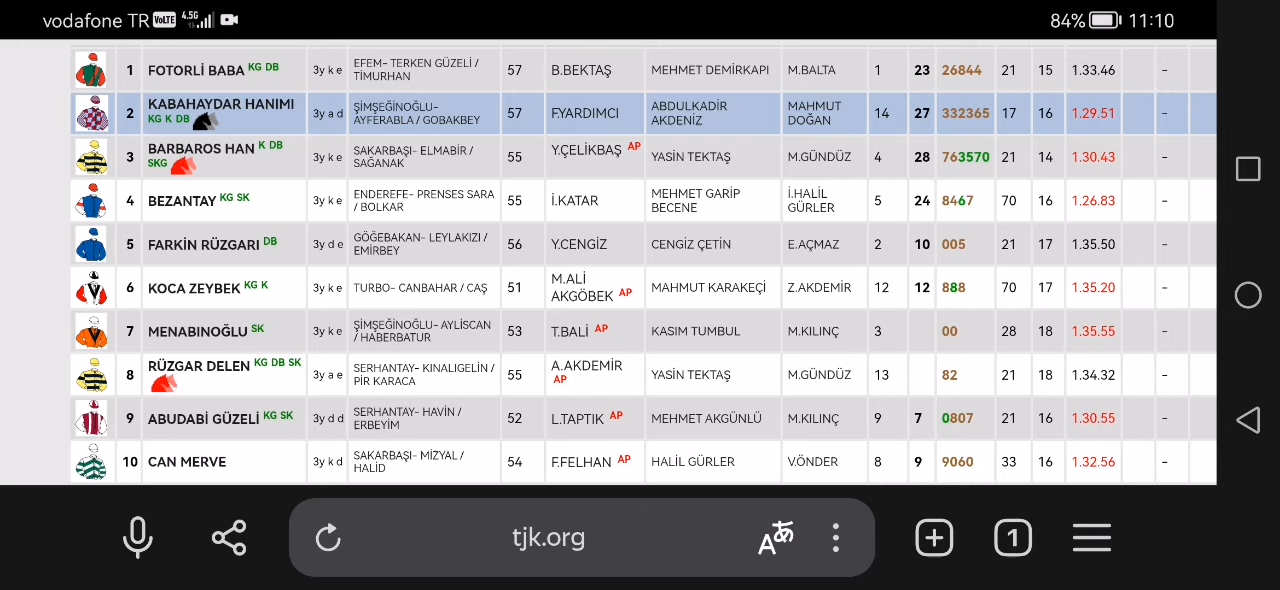 vodafone TR VoLTE 4.5G 84% 11:10
1 FOTORLİ BABA KG DB 3y k e EFEM- TERKEN GÜZELİ / TİMURHAN 57 B.BEKTAŞ MEHMET DEMİRKAPI M.BALTA 1 23 26844 21 15 1.33.46 -
2 KABAHAYDAR HANIMI KG K DB 3y a d ŞİMŞEĞİNOĞLU- AYFERABLA / GOBAKBEY 57 F.YARDIMCI ABDULKADİR AKDENİZ MAHMUT DOĞAN 14 27 332365 17 16 1.29.51 -
3 BARBAROS HAN K DB SKG 3y k e SAKARBAŞI- ELMABİR / SAĞANAK 55 Y.ÇELİKBAŞ AP YASİN TEKTAŞ M.GÜNDÜZ 4 28 763570 21 14 1.30.43 -
4 BEZANTAY KG SK 3y k e ENDEREFE- PRENSES SARA / BOLKAR 55 İ.KATAR MEHMET GARİP BECENE İ.HALİL GÜRLER 5 24 8467 70 16 1.26.83 -
5 FARKİN RÜZGARI DB 3y d e GÖĞEBAKAN- LEYLAKIZI / EMİRBEY 56 Y.CENGİZ CENGİZ ÇETİN E.AÇMAZ 2 10 005 21 17 1.35.50 -
6 KOCA ZEYBEK KG K 3y k e TURBO- CANBAHAR / CAŞ 51 M.ALİ AKGÖBEK AP MAHMUT KARAKEÇİ Z.AKDEMİR 12 12 888 70 17 1.35.20 -
7 MENABINOĞLU SK 3y k e ŞİMŞEĞİNOĞLU- AYLİSCAN / HABERBATUR 53 T.BALİ AP KASIM TUMBUL M.KILINÇ 3 00 28 18 1.35.55 -
8 RÜZGAR DELEN KG DB SK 3y a e SERHANTAY- KINALIGELİN / PİR KARACA 55 A.AKDEMİR AP YASİN TEKTAŞ M.GÜNDÜZ 13 82 21 18 1.34.32 -
9 ABUDABİ GÜZELİ KG SK 3y d d SERHANTAY- HAVİN / ERBEYİM 52 L.TAPTIK AP MEHMET AKGÜNLÜ M.KILINÇ 9 7 0807 21 16 1.30.55 -
10 CAN MERVE 3y k d SAKARBAŞI- MİZYAL / HALİD 54 F.FELHAN AP HALİL GÜRLER V.ÖNDER 8 9 9060 33 16 1.32.56 -
tjk.org Aあ 1